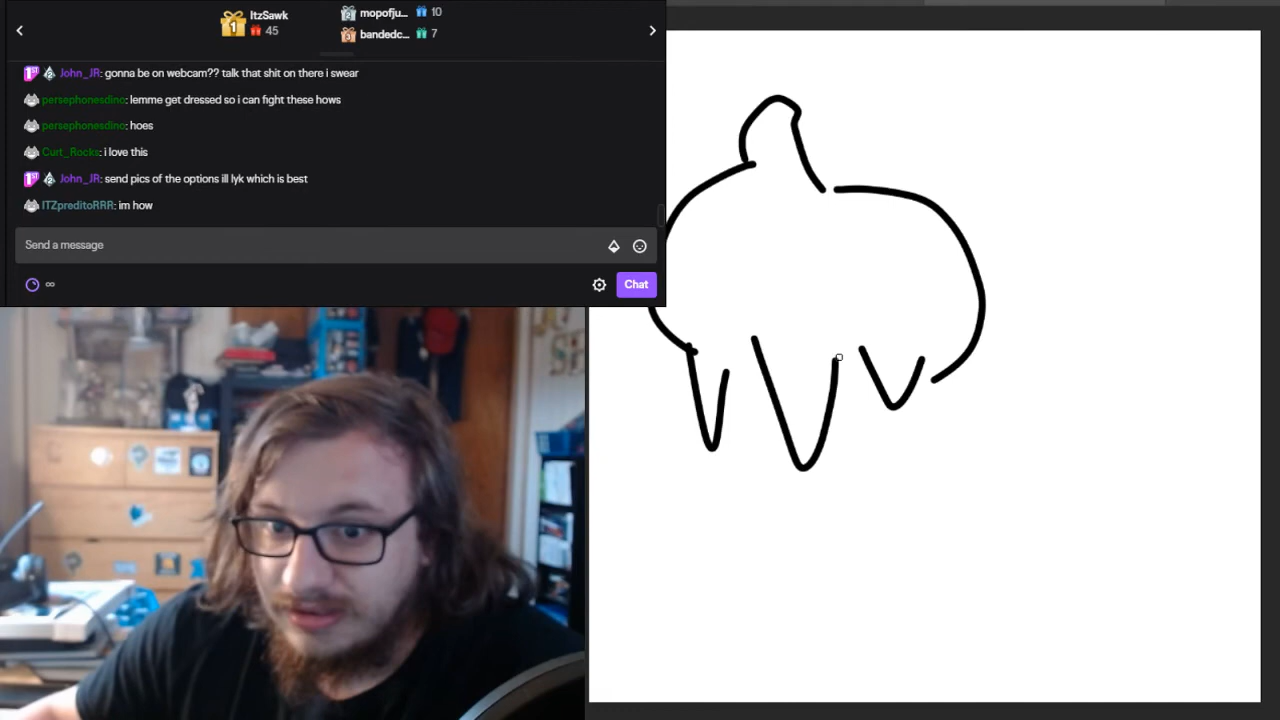 ItzSawk
45
mopofju... 10
bandedc... 7
John_JR: gonna be on webcam?? talk that shit on there i swear
persephonesdino: lemme get dressed so i can fight these hows
persephonesdino: hoes
Curt_Rocks: i love this
John_JR: send pics of the options ill lyk which is best
ITZpreditoRRR: im how
Send a message
∞
Chat